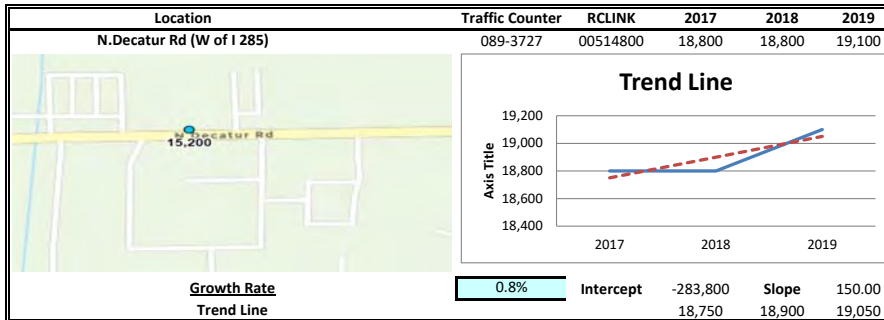 Location Traffic Counter RCLINK 2017 2018 2019
N.Decatur Rd (W of I 285) 089-3727 00514800 18,800 18,800 19,100
N Decatur Rd
15,200
Trend Line
Axis Title
19,200
19,000
18,800
18,600
18,400
2017 2018 2019
Growth Rate 0.8% Intercept -283,800 Slope 150.00
Trend Line 18,750 18,900 19,050